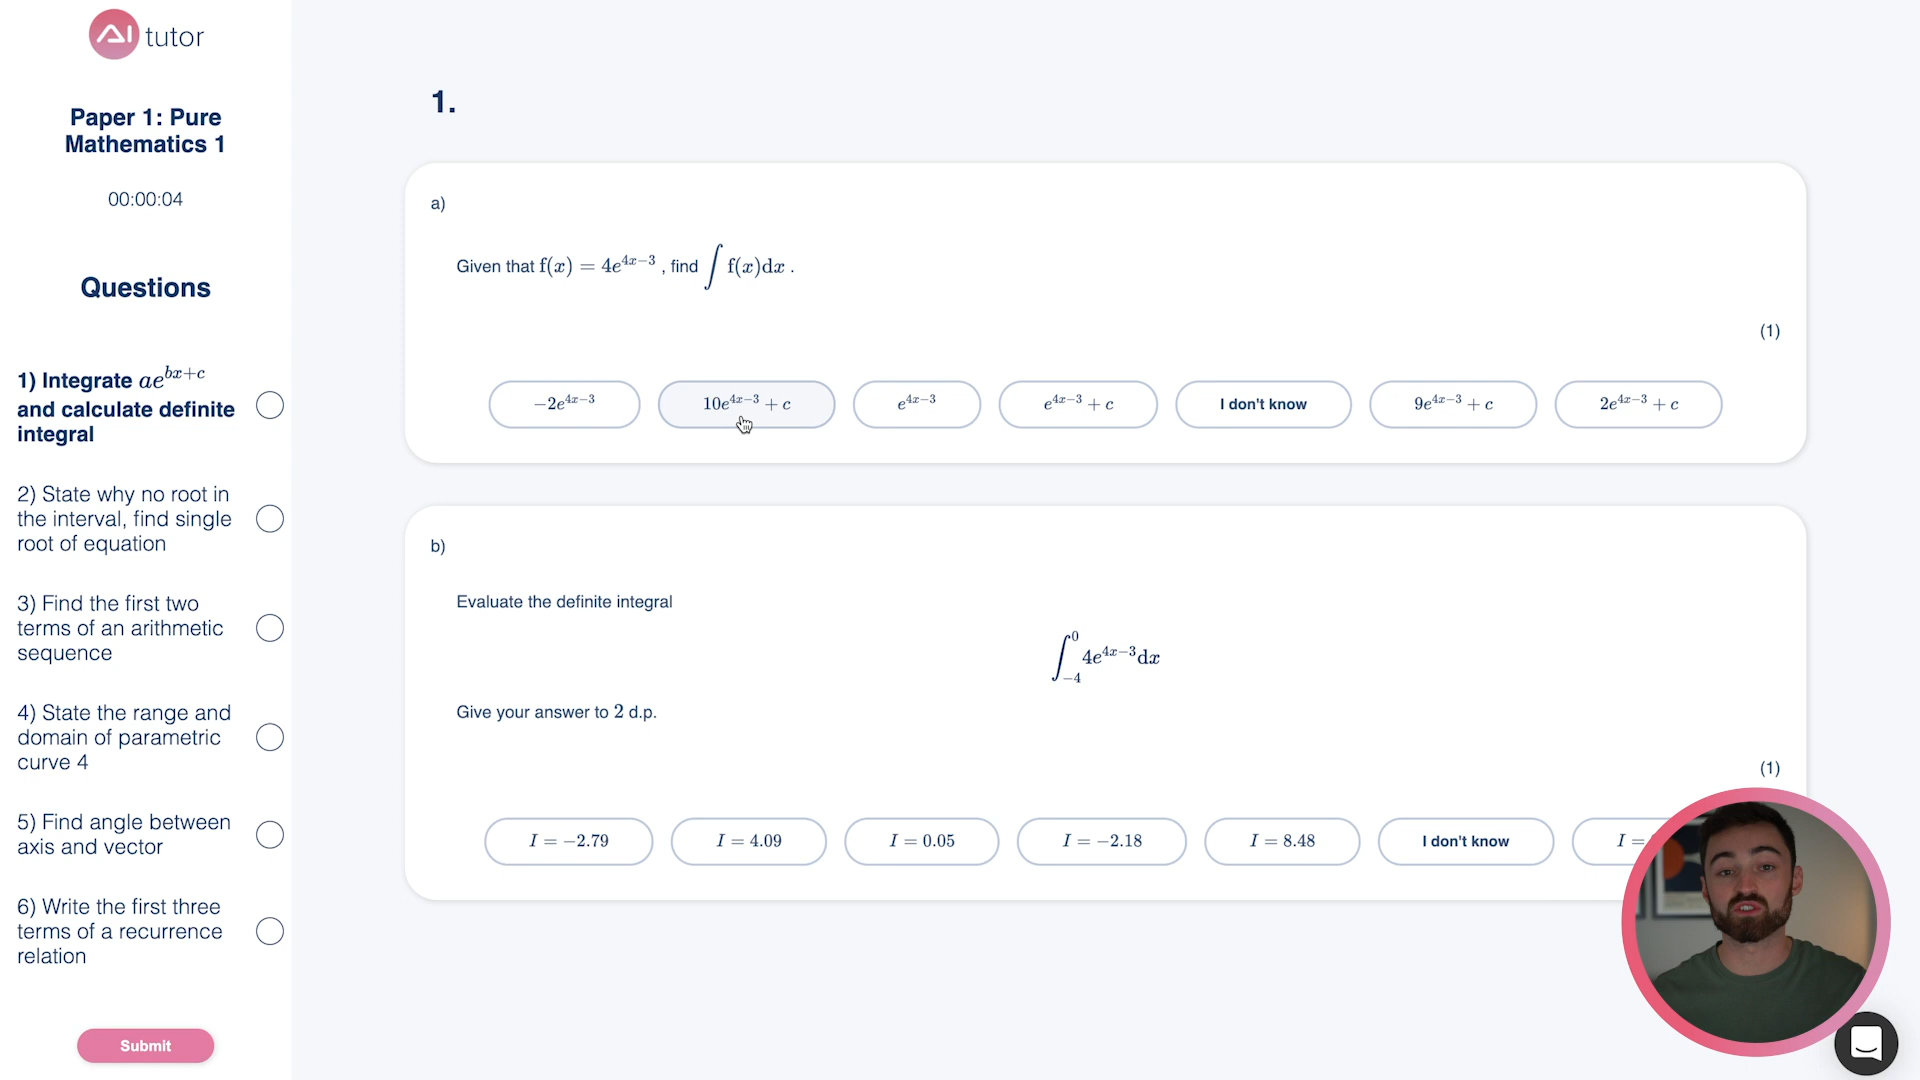 AI tutor
Paper 1: Pure
Mathematics 1
00:00:04
Questions
1) Integrate ae^{bx+c}
and calculate definite
integral
2) State why no root in
the interval, find single
root of equation
3) Find the first two
terms of an arithmetic
sequence
4) State the range and
domain of parametric
curve 4
5) Find angle between
axis and vector
6) Write the first three
terms of a recurrence
relation
Submit
1.
a)
Given that f(x) = 4e^{4x−3} , find ∫ f(x)dx .
(1)
−2e^{4x−3}
10e^{4x−3} + c
e^{4x−3}
e^{4x−3} + c
I don't know
9e^{4x−3} + c
2e^{4x−3} + c
b)
Evaluate the definite integral
∫_{−4}^{0} 4e^{4x−3}dx
Give your answer to 2 d.p.
(1)
I = −2.79
I = 4.09
I = 0.05
I = −2.18
I = 8.48
I don't know
I =